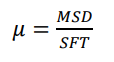 μ = MSD/SFT